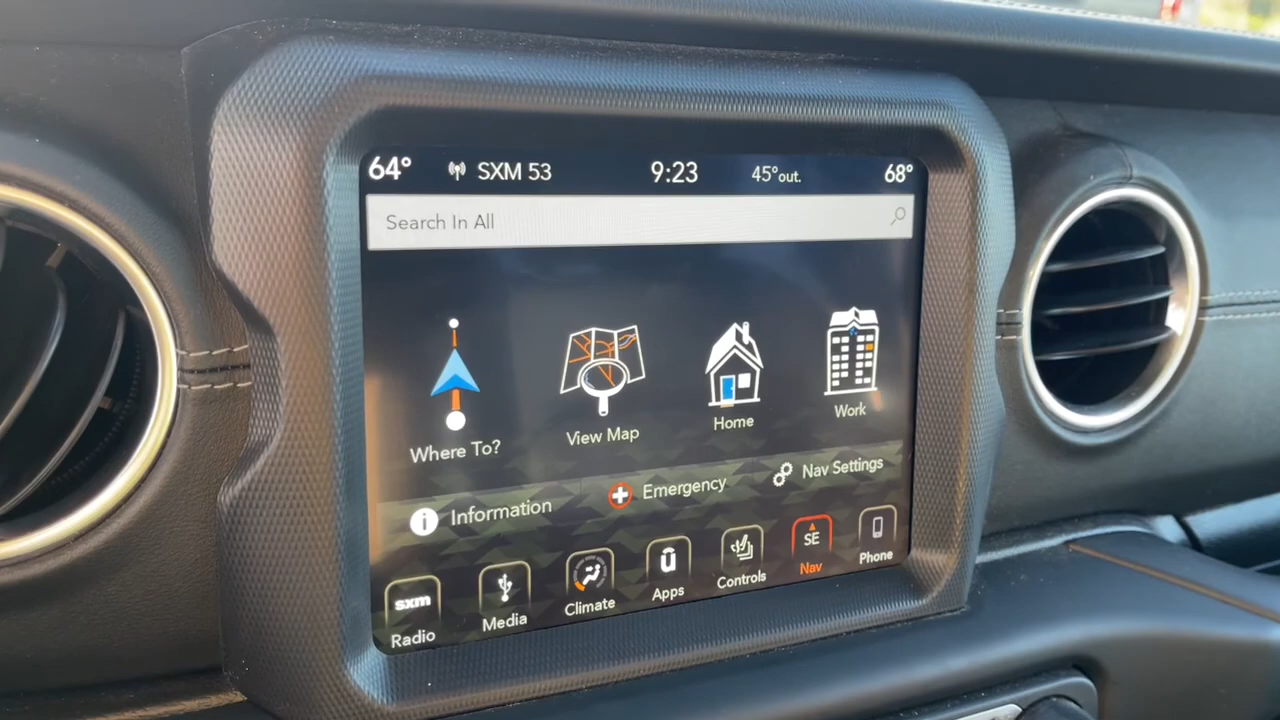 64° SXM 53 9:23 45°out. 68°
Search In All
Where To? View Map Home Work
Information Emergency Nav Settings
sxm SE
Radio Media Climate Apps Controls Nav Phone